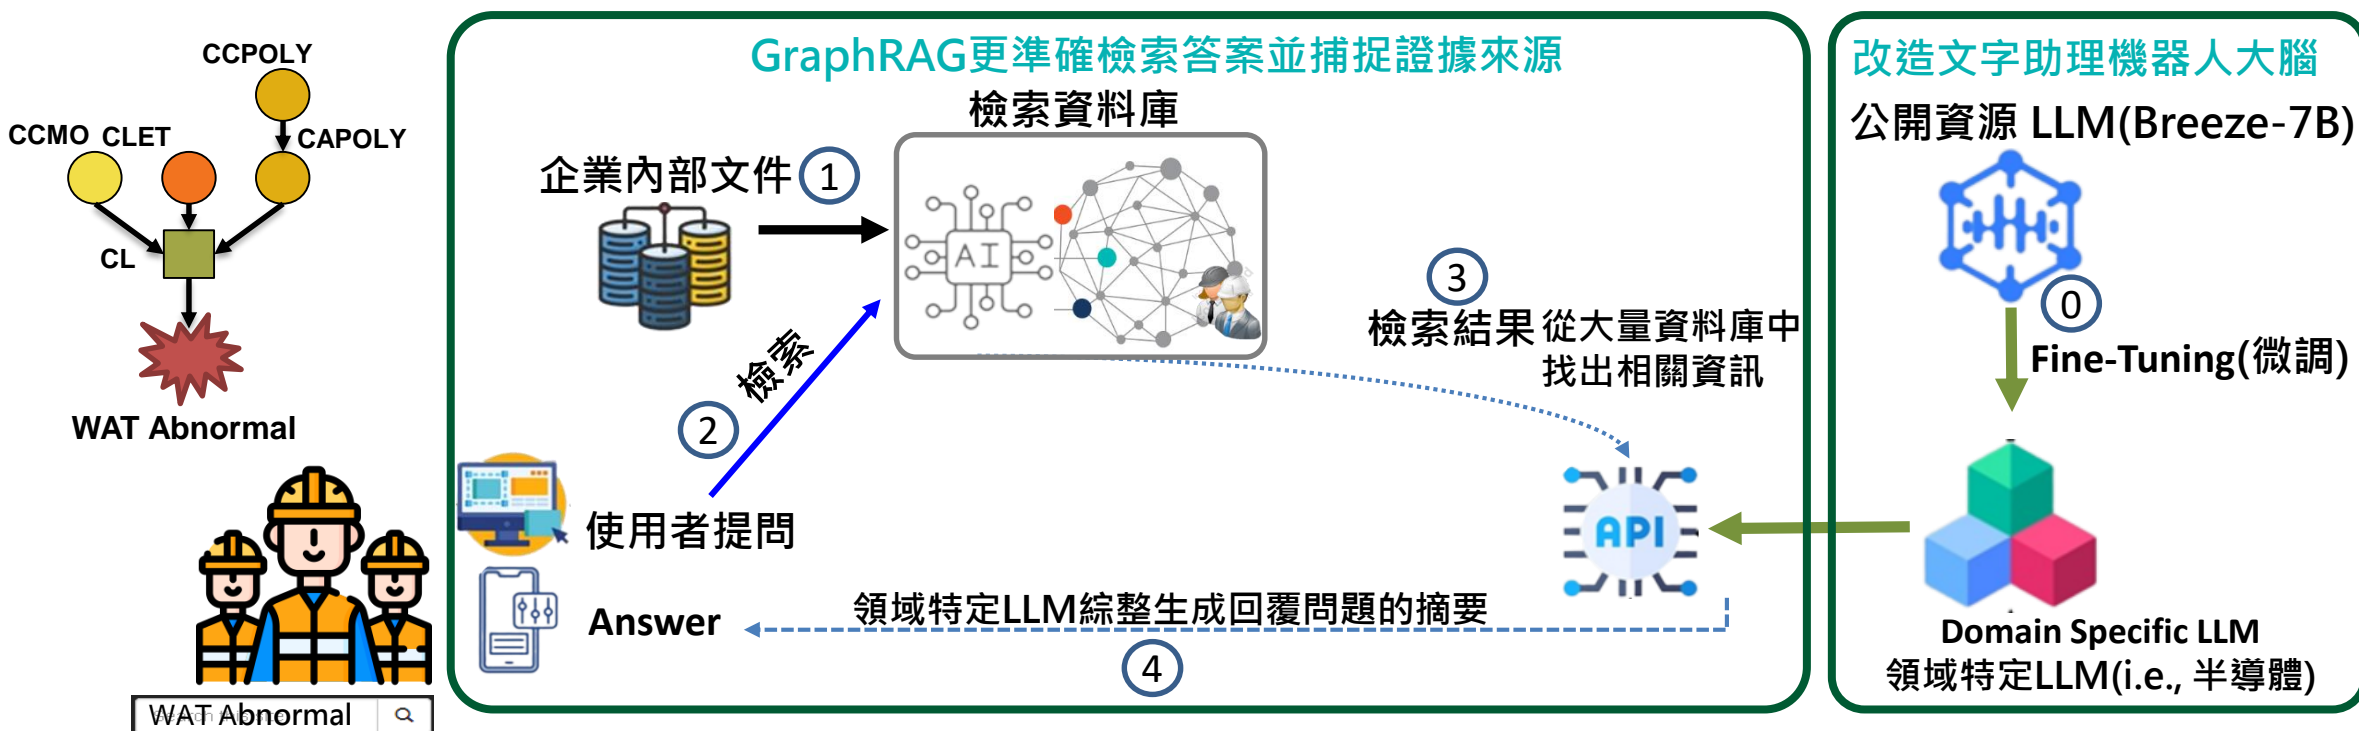 CCPOLY
CCMO CLET
CAPOLY
CL
WAT Abnormal
WAT Abnormal
GraphRAG更準確檢索答案並捕捉證據來源
檢索資料庫
企業內部文件 1
AI
2 檢索
3
檢索結果 從大量資料庫中
找出相關資訊
使用者提問
API
Answer
領域特定LLM綜整生成回覆問題的摘要
4
改造文字助理機器人大腦
公開資源 LLM(Breeze-7B)
0
Fine-Tuning(微調)
Domain Specific LLM
領域特定LLM(i.e., 半導體)